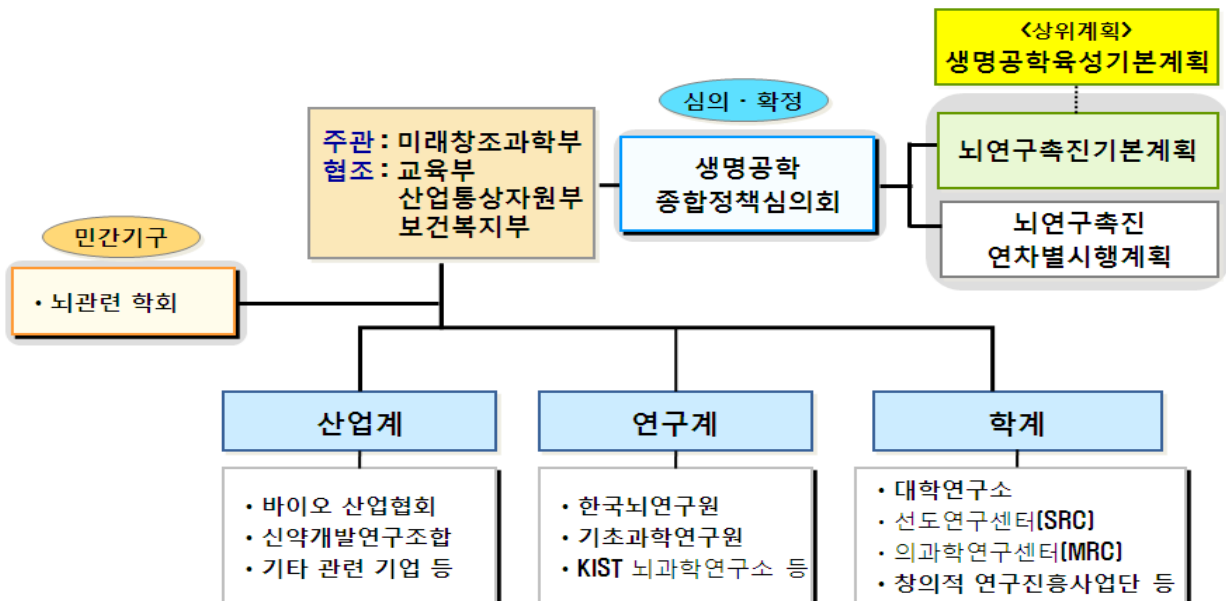 <상위계획>
생명공학육성기본계획
심의 · 확정
주관 : 미래창조과학부
협조 : 교육부
산업통상자원부
보건복지부
생명공학
종합정책심의회
뇌연구촉진기본계획
뇌연구촉진
연차별시행계획
민간기구
· 뇌관련 학회
산업계
연구계
학계
· 바이오 산업협회
· 신약개발연구조합
· 기타 관련 기업 등
· 한국뇌연구원
· 기초과학연구원
· KIST 뇌과학연구소 등
· 대학연구소
· 선도연구센터(SRC)
· 의과학연구센터(MRC)
· 창의적 연구진흥사업단 등